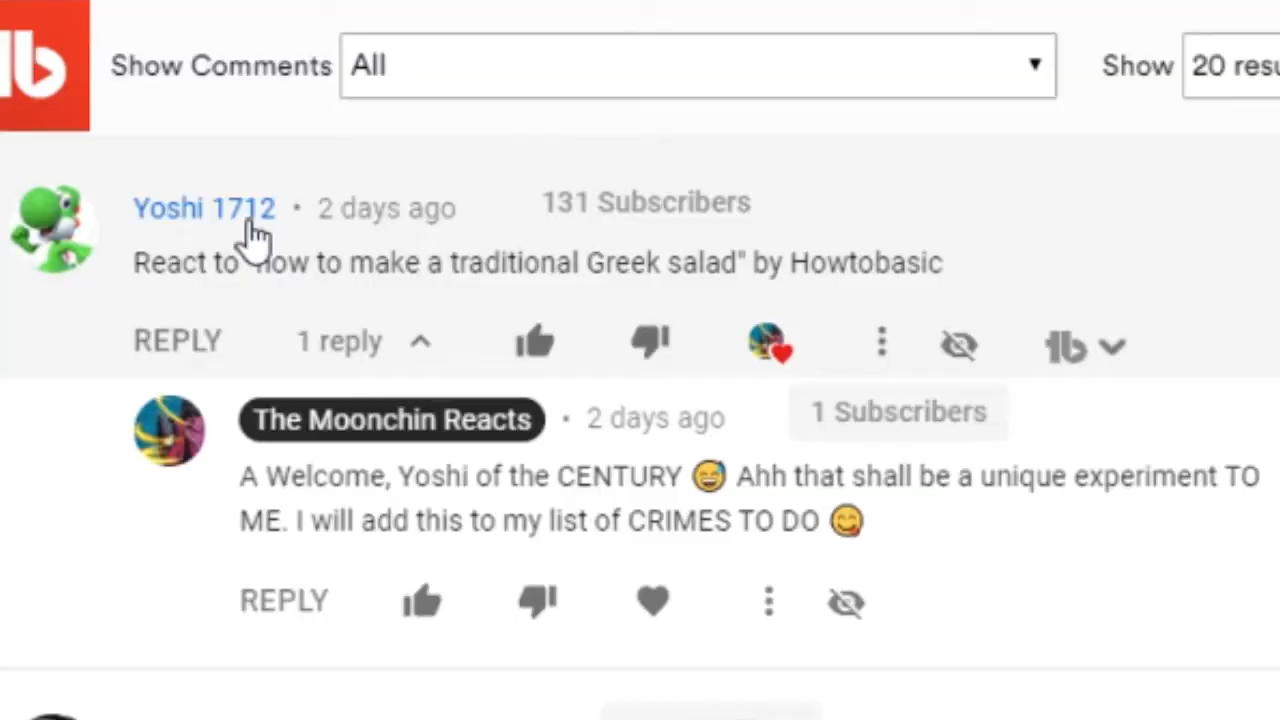 Show Comments All Show 20 resu
Yoshi 1712 • 2 days ago 131 Subscribers
React to "how to make a traditional Greek salad" by Howtobasic
REPLY 1 reply
The Moonchin Reacts • 2 days ago 1 Subscribers
A Welcome, Yoshi of the CENTURY 😅 Ahh that shall be a unique experiment TO
ME. I will add this to my list of CRIMES TO DO 😋
REPLY